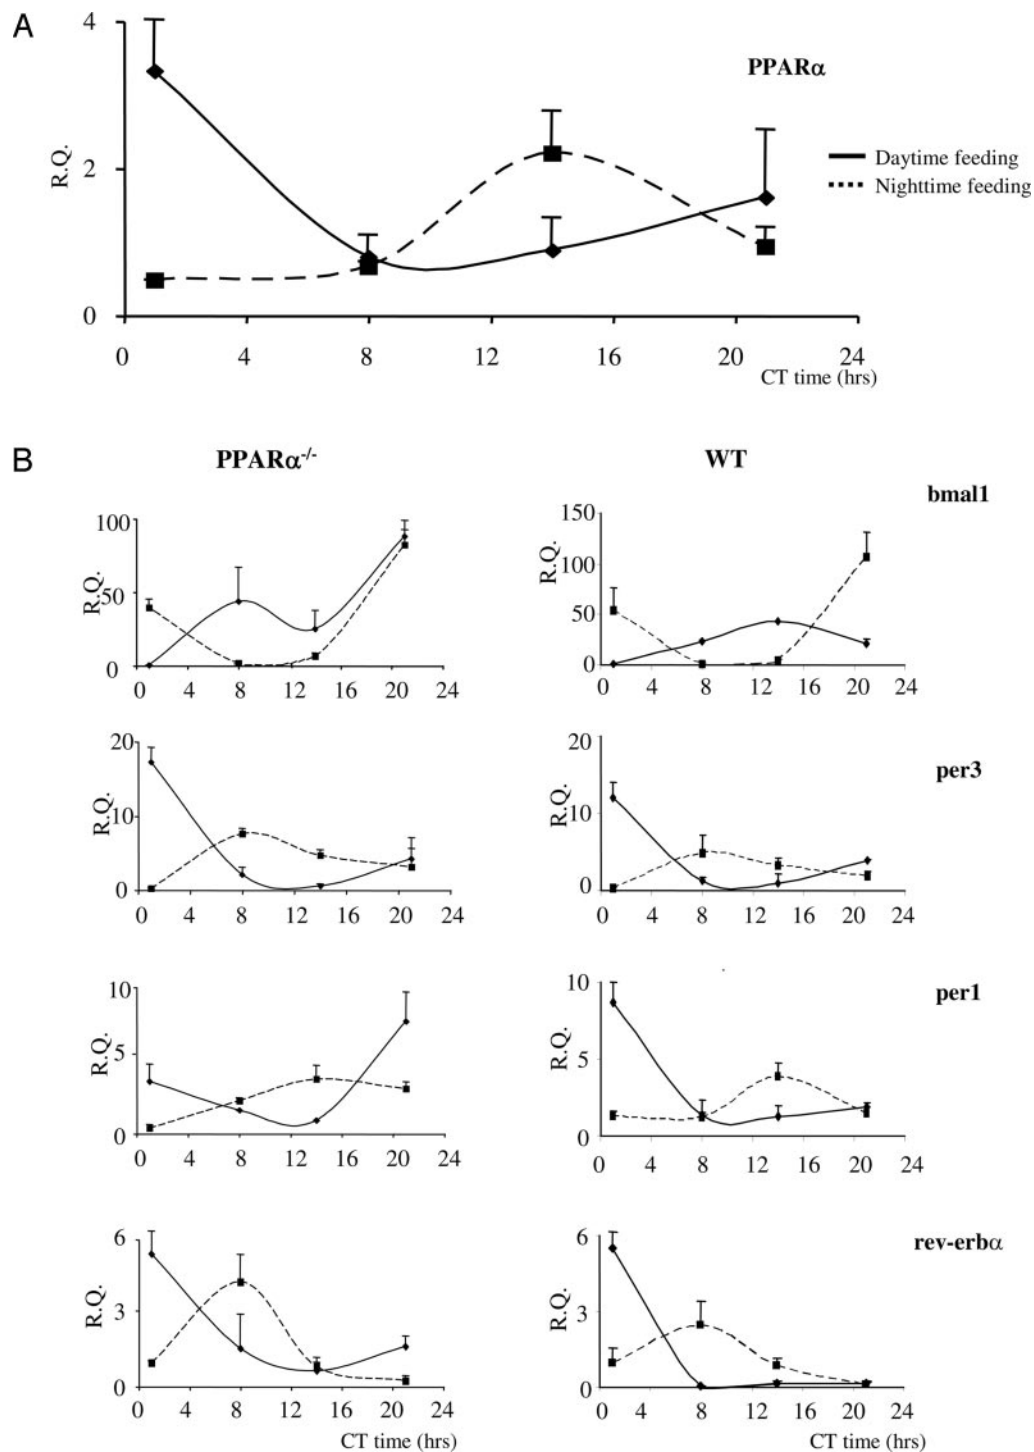 A
4
PPARα
R.Q.
2
Daytime feeding
Nighttime feeding
0
0 4 8 12 16 20 24
CT time (hrs)
B
PPARα-/- WT
bmal1
100
R.Q.
50
0
0 4 8 12 16 20 24
150
R.Q.
100
50
0
0 4 8 12 16 20 24
per3
20
R.Q.
10
0
0 4 8 12 16 20 24
20
R.Q.
10
0
0 4 8 12 16 20 24
per1
10
R.Q.
5
0
0 4 8 12 16 20 24
10
R.Q.
5
0
0 4 8 12 16 20 24
rev-erbα
6
R.Q.
3
0
0 4 8 12 16 20 24
CT time (hrs)
6
R.Q.
3
0
0 4 8 12 16 20 24
CT time (hrs)